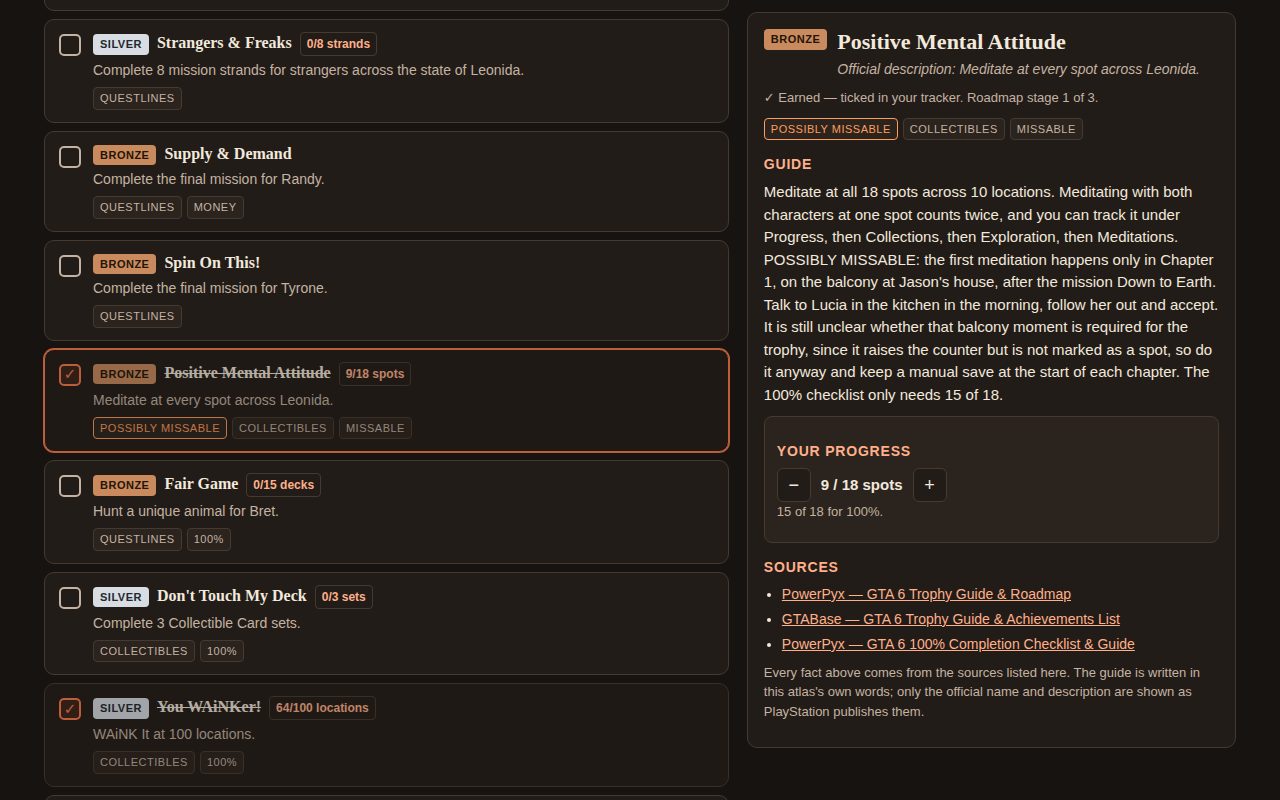 SILVER Strangers & Freaks 0/8 strands
Complete 8 mission strands for strangers across the state of Leonida.
QUESTLINES
BRONZE Supply & Demand
Complete the final mission for Randy.
QUESTLINES MONEY
BRONZE Spin On This!
Complete the final mission for Tyrone.
QUESTLINES
✓ BRONZE Positive Mental Attitude 9/18 spots
Meditate at every spot across Leonida.
POSSIBLY MISSABLE COLLECTIBLES MISSABLE
BRONZE Fair Game 0/15 decks
Hunt a unique animal for Bret.
QUESTLINES 100%
SILVER Don't Touch My Deck 0/3 sets
Complete 3 Collectible Card sets.
COLLECTIBLES 100%
✓ SILVER You WAiNKer! 64/100 locations
WAiNK It at 100 locations.
COLLECTIBLES 100%
BRONZE Positive Mental Attitude
Official description: Meditate at every spot across Leonida.
✓ Earned — ticked in your tracker. Roadmap stage 1 of 3.
POSSIBLY MISSABLE COLLECTIBLES MISSABLE
GUIDE
Meditate at all 18 spots across 10 locations. Meditating with both
characters at one spot counts twice, and you can track it under
Progress, then Collections, then Exploration, then Meditations.
POSSIBLY MISSABLE: the first meditation happens only in Chapter
1, on the balcony at Jason's house, after the mission Down to Earth.
Talk to Lucia in the kitchen in the morning, follow her out and accept.
It is still unclear whether that balcony moment is required for the
trophy, since it raises the counter but is not marked as a spot, so do
it anyway and keep a manual save at the start of each chapter. The
100% checklist only needs 15 of 18.
YOUR PROGRESS
− 9 / 18 spots +
15 of 18 for 100%.
SOURCES
• PowerPyx — GTA 6 Trophy Guide & Roadmap
• GTABase — GTA 6 Trophy Guide & Achievements List
• PowerPyx — GTA 6 100% Completion Checklist & Guide
Every fact above comes from the sources listed here. The guide is written in
this atlas's own words; only the official name and description are shown as
PlayStation publishes them.